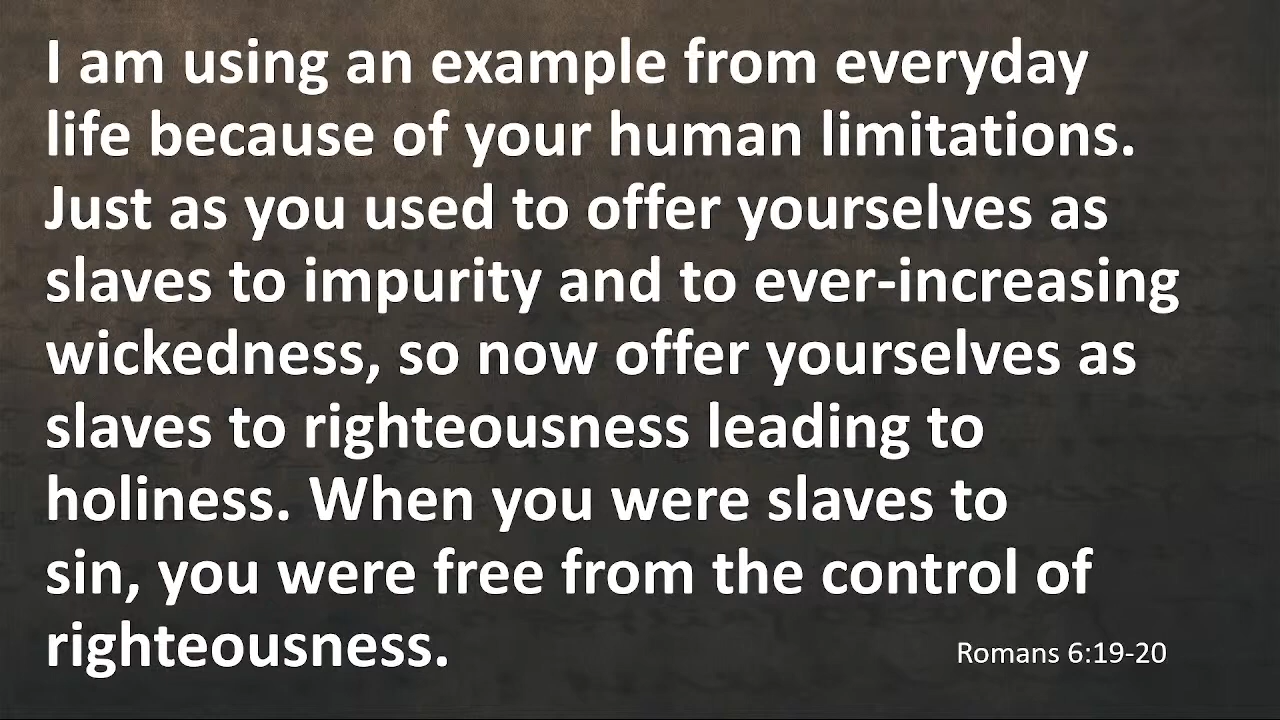 I am using an example from everyday
life because of your human limitations.
Just as you used to offer yourselves as
slaves to impurity and to ever-increasing
wickedness, so now offer yourselves as
slaves to righteousness leading to
holiness. When you were slaves to
sin, you were free from the control of
righteousness.
Romans 6:19-20